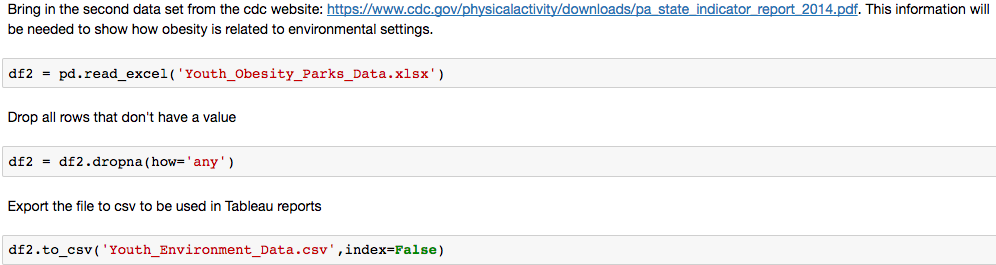 Bring in the second data set from the cdc website: https://www.cdc.gov/physicalactivity/downloads/pa_state_indicator_report_2014.pdf. This information will
be needed to show how obesity is related to environmental settings.
df2 = pd.read_excel('Youth_Obesity_Parks_Data.xlsx')
Drop all rows that don't have a value
df2 = df2.dropna(how='any')
Export the file to csv to be used in Tableau reports
df2.to_csv('Youth_Environment_Data.csv',index=False)